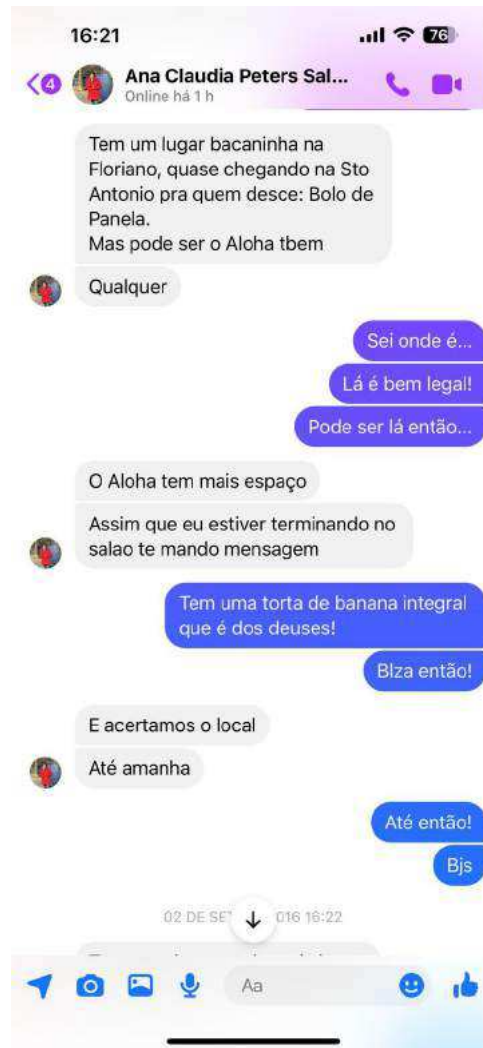 16:21
76
4
Ana Claudia Peters Sal...
Online há 1 h
Tem um lugar bacaninha na
Floriano, quase chegando na Sto
Antonio pra quem desce: Bolo de
Panela.
Mas pode ser o Aloha tbem
Qualquer
Sei onde é...
Lá é bem legal!
Pode ser lá então...
O Aloha tem mais espaço
Assim que eu estiver terminando no
salao te mando mensagem
Tem uma torta de banana integral
que é dos deuses!
Blza então!
E acertamos o local
Até amanha
Até então!
Bjs
02 DE SE 016 16:22
Aa